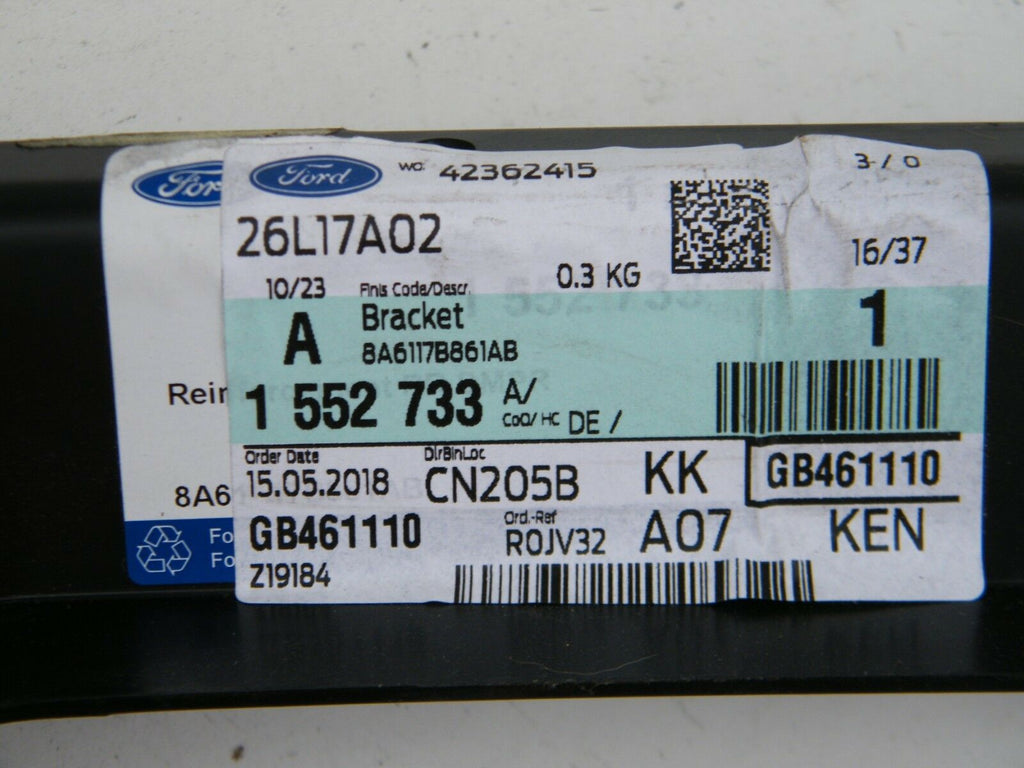 Ford
Ford
WO: 42362415
3 / 0
26L17A02
16/37
0.3 KG
10/23
Finis Code/Descr.
A
Bracket
1
8A6117B861AB
Rein
1 552 733
A/
CoO/ HC DE /
Order Date
DlrBinLoc
15.05.2018
CN205B
KK
GB461110
8A6
GB461110
Ord.-Ref
R0JV32
A07
KEN
Fo
Fo
Z19184